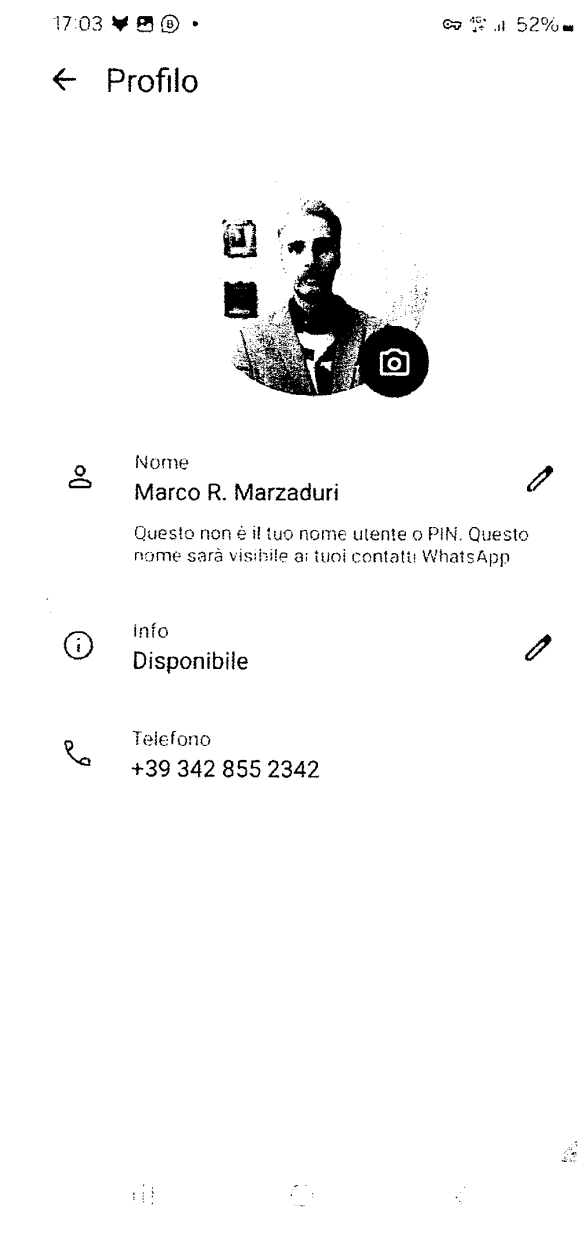 17:03
4G+ 52%
Profilo
Nome
Marco R. Marzaduri
Questo non è il tuo nome utente o PIN. Questo
nome sarà visibile ai tuoi contatti WhatsApp
Info
Disponibile
Telefono
+39 342 855 2342